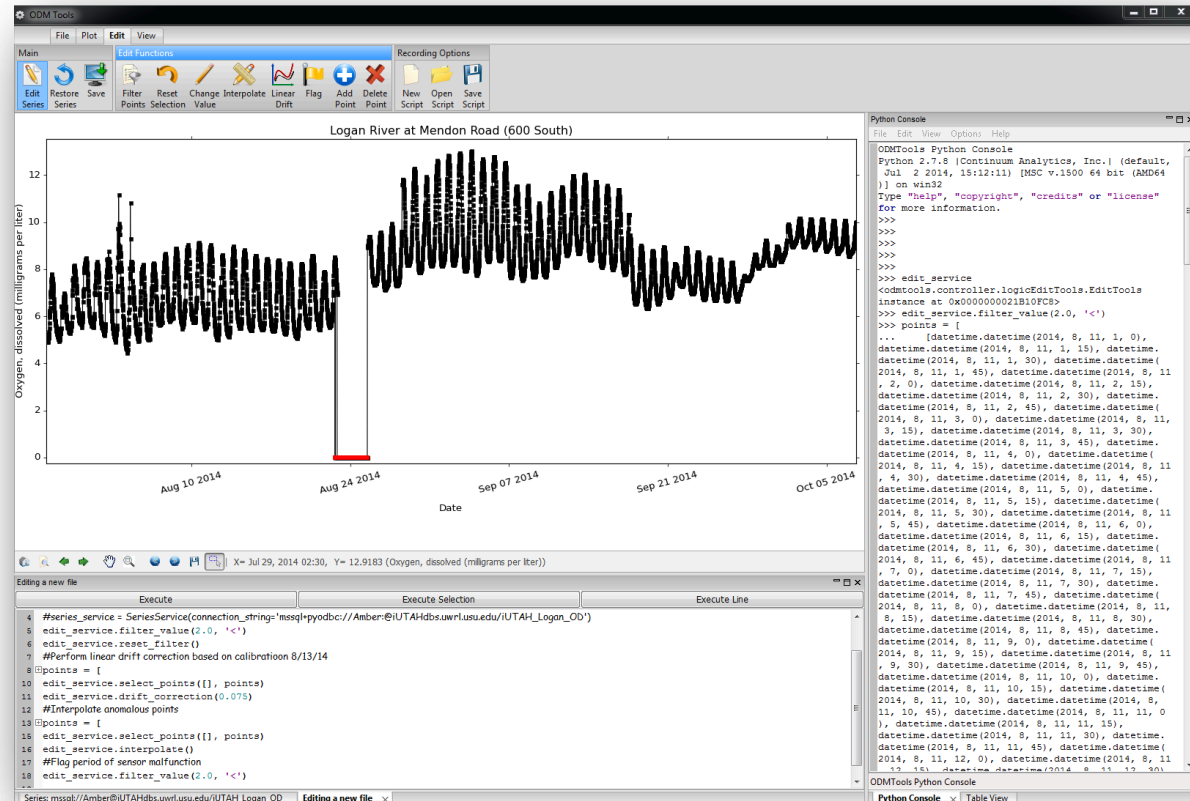 ODM Tools
File Plot Edit View
Main Edit Functions Recording Options
Edit Series
Restore Series
Save
Filter Points
Reset Selection
Change Value
Interpolate
Linear Drift
Flag
Add Point
Delete Point
New Script
Open Script
Save Script
Logan River at Mendon Road (600 South)
Oxygen, dissolved (milligrams per liter)
12
10
8
6
4
2
0
Aug 10 2014
Aug 24 2014
Sep 07 2014
Sep 21 2014
Oct 05 2014
Date
X= Jul 29, 2014 02:30, Y= 12.9183 (Oxygen, dissolved (milligrams per liter))
Editing a new file
Execute Execute Selection Execute Line
4 #series_service = SeriesService(connection_string='mssql+pyodbc://Amber:@iUTAHdbs.uwrl.usu.edu/iUTAH_Logan_OD')
5 edit_service.filter_value(2.0, '<')
6 edit_service.reset_filter()
7 #Perform linear drift correction based on calibratioon 8/13/14
8 points = [
10 edit_service.select_points([], points)
11 edit_service.drift_correction(0.075)
12 #Interpolate anomalous points
13 points = [
15 edit_service.select_points([], points)
16 edit_service.interpolate()
17 #Flag period of sensor malfunction
18 edit_service.filter_value(2.0, '<')
Series: mssql://Amber@iUTAHdbs.uwrl.usu.edu/iUTAH_Logan_OD Editing a new file
Python Console
File Edit View Options Help
ODMTools Python Console
Python 2.7.8 |Continuum Analytics, Inc.| (default,
Jul 2 2014, 15:12:11) [MSC v.1500 64 bit (AMD64
)] on win32
Type "help", "copyright", "credits" or "license"
for more information.
>>>
>>>
>>>
>>>
>>>
>>> edit_service
<odmtools.controller.logicEditTools.EditTools
instance at 0x0000000021B10FC8>
>>> edit_service.filter_value(2.0, '<')
>>> points = [
... [datetime.datetime(2014, 8, 11, 1, 0),
datetime.datetime(2014, 8, 11, 1, 15), datetime.
datetime(2014, 8, 11, 1, 30), datetime.datetime(
2014, 8, 11, 1, 45), datetime.datetime(2014, 8, 11
, 2, 0), datetime.datetime(2014, 8, 11, 2, 15),
datetime.datetime(2014, 8, 11, 2, 30), datetime.
datetime(2014, 8, 11, 2, 45), datetime.datetime(
2014, 8, 11, 3, 0), datetime.datetime(2014, 8, 11,
3, 15), datetime.datetime(2014, 8, 11, 3, 30),
datetime.datetime(2014, 8, 11, 3, 45), datetime.
datetime(2014, 8, 11, 4, 0), datetime.datetime(
2014, 8, 11, 4, 15), datetime.datetime(2014, 8, 11
, 4, 30), datetime.datetime(2014, 8, 11, 4, 45),
datetime.datetime(2014, 8, 11, 5, 0), datetime.
datetime(2014, 8, 11, 5, 15), datetime.datetime(
2014, 8, 11, 5, 30), datetime.datetime(2014, 8, 11
, 5, 45), datetime.datetime(2014, 8, 11, 6, 0),
datetime.datetime(2014, 8, 11, 6, 15), datetime.
datetime(2014, 8, 11, 6, 30), datetime.datetime(
2014, 8, 11, 6, 45), datetime.datetime(2014, 8, 11
, 7, 0), datetime.datetime(2014, 8, 11, 7, 15),
datetime.datetime(2014, 8, 11, 7, 30), datetime.
datetime(2014, 8, 11, 7, 45), datetime.datetime(
2014, 8, 11, 8, 0), datetime.datetime(2014, 8, 11,
8, 15), datetime.datetime(2014, 8, 11, 8, 30),
datetime.datetime(2014, 8, 11, 8, 45), datetime.
datetime(2014, 8, 11, 9, 0), datetime.datetime(
2014, 8, 11, 9, 15), datetime.datetime(2014, 8, 11
, 9, 30), datetime.datetime(2014, 8, 11, 9, 45),
datetime.datetime(2014, 8, 11, 10, 0), datetime.
datetime(2014, 8, 11, 10, 15), datetime.datetime(
2014, 8, 11, 10, 30), datetime.datetime(2014, 8,
11, 10, 45), datetime.datetime(2014, 8, 11, 11, 0
), datetime.datetime(2014, 8, 11, 11, 15),
datetime.datetime(2014, 8, 11, 11, 30), datetime.
datetime(2014, 8, 11, 11, 45), datetime.datetime(
2014, 8, 11, 12, 0), datetime.datetime(2014, 8, 11
, 12, 15), datetime.datetime(2014, 8, 11, 12, 30)
ODMTools Python Console
Python Console Table View